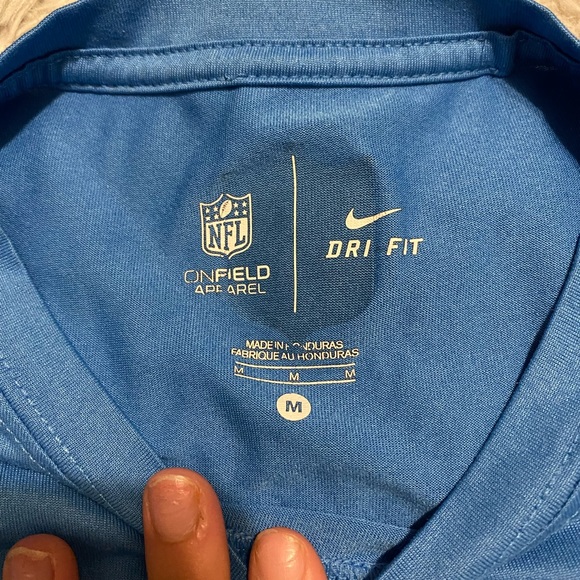 NFL
ONFIELD
APPAREL
DRI FIT
MADE IN HONDURAS
FABRIQUE AU HONDURAS
M M M
M